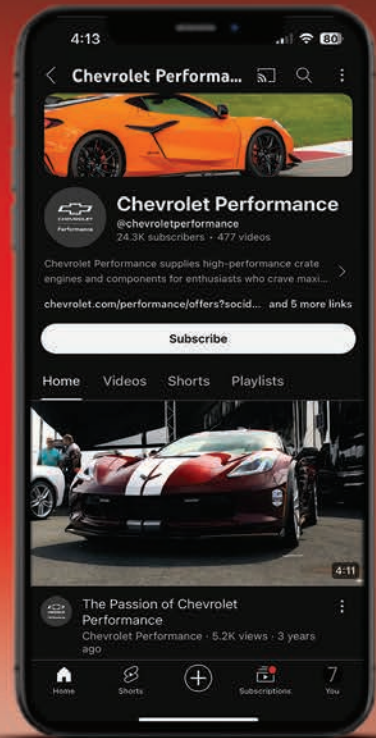 4:13
80
Chevrolet Performa...
CHEVROLET
Performance
Chevrolet Performance
@chevroletperformance
24.3K subscribers • 477 videos
Chevrolet Performance supplies high-performance crate
engines and components for enthusiasts who crave maxi...
chevrolet.com/performance/offers?socid... and 5 more links
Subscribe
Home Videos Shorts Playlists
4:11
The Passion of Chevrolet
Performance
Chevrolet Performance · 5.2K views · 3 years
ago
Home Shorts Subscriptions You
7